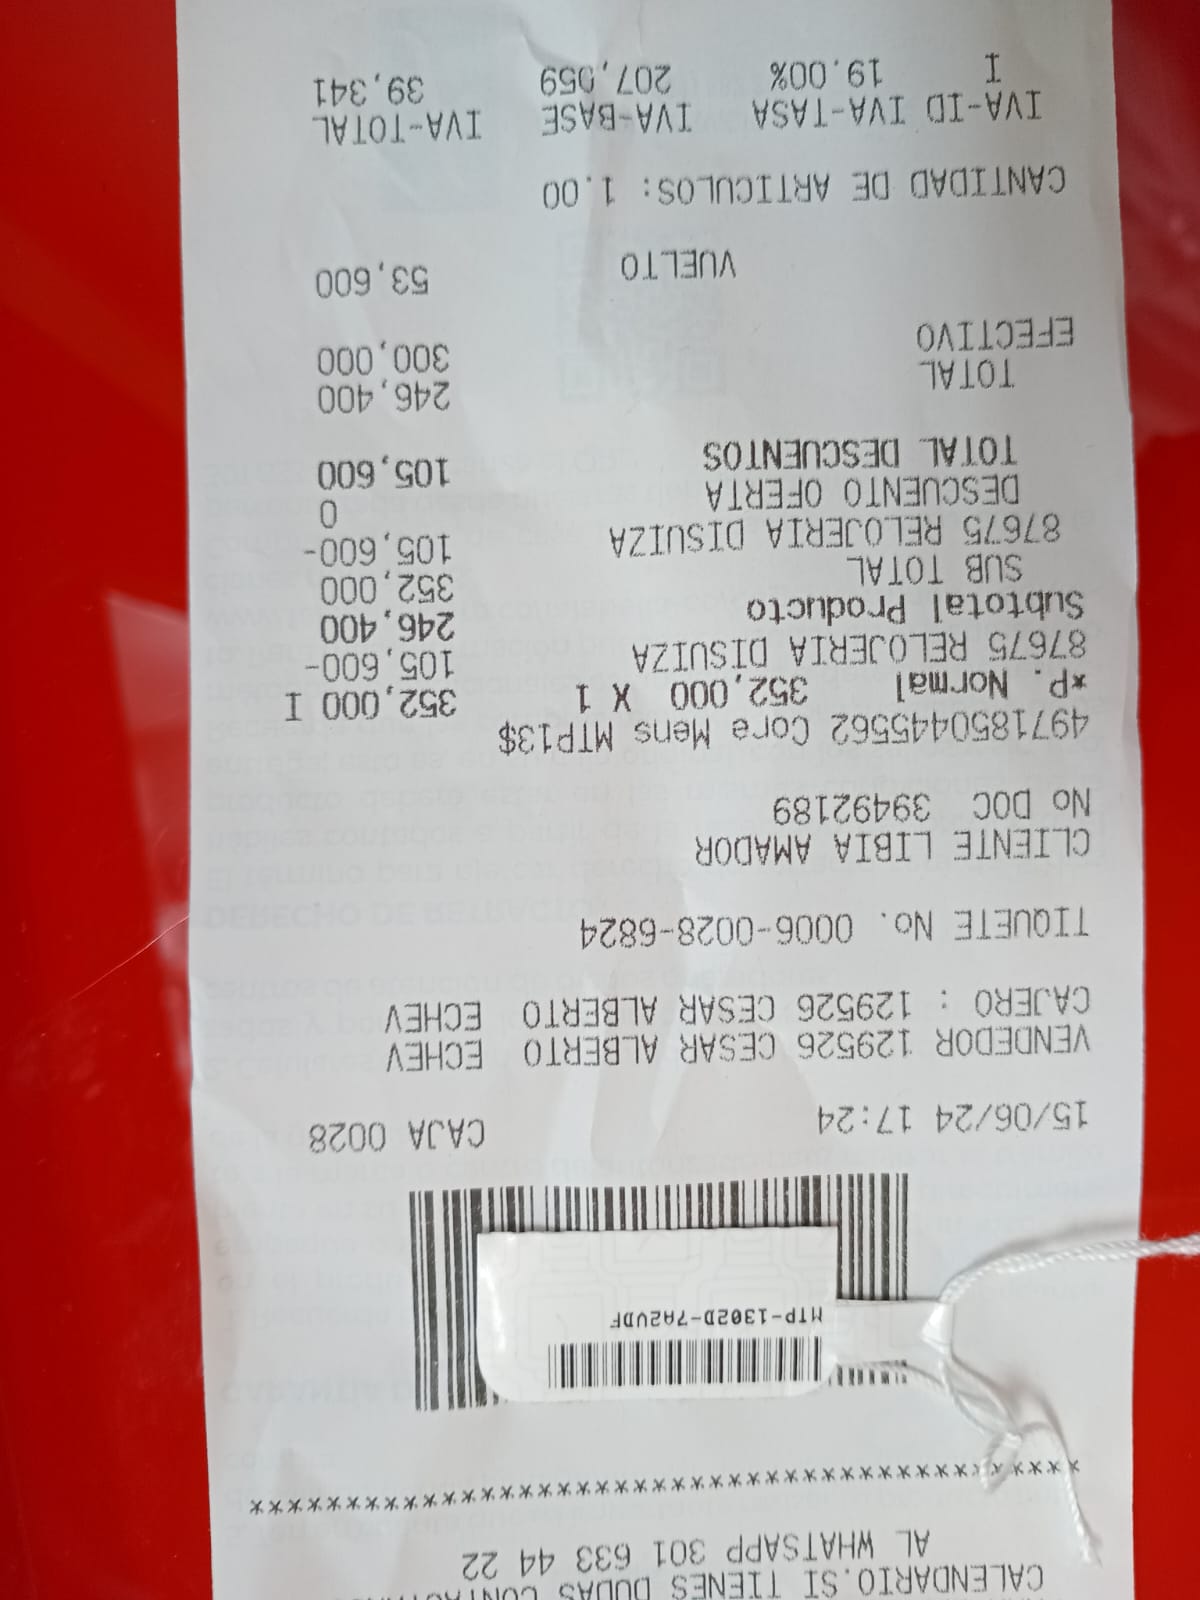 CALENDARIO.SI TIENES DUDAS
AL WHATSAPP 301 633 44 22
*******************************************
MTP-1302D-7A2VDF
15/06/24 17:24 CAJA 0028
VENDEDOR 129526 CESAR ALBERTO ECHEV
CAJERO : 129526 CESAR ALBERTO ECHEV
TIQUETE No. 0006-0028-6824
CLIENTE LIBIA AMADOR
No DOC 39492189
4971850445562 Core Mens MTP13$
*P. Normal 352,000 X 1 352,000 I
87675 RELOJERIA DISUIZA 105,600-
Subtotal Producto 246,400
SUB TOTAL 352,000
87675 RELOJERIA DISUIZA 105,600-
DESCUENTO OFERTA 0
TOTAL DESCUENTOS 105,600
TOTAL 246,400
EFECTIVO 300,000
VUELTO 53,600
CANTIDAD DE ARTICULOS: 1.00
IVA-ID IVA-TASA IVA-BASE IVA-TOTAL
I 19.00% 207,059 39,341